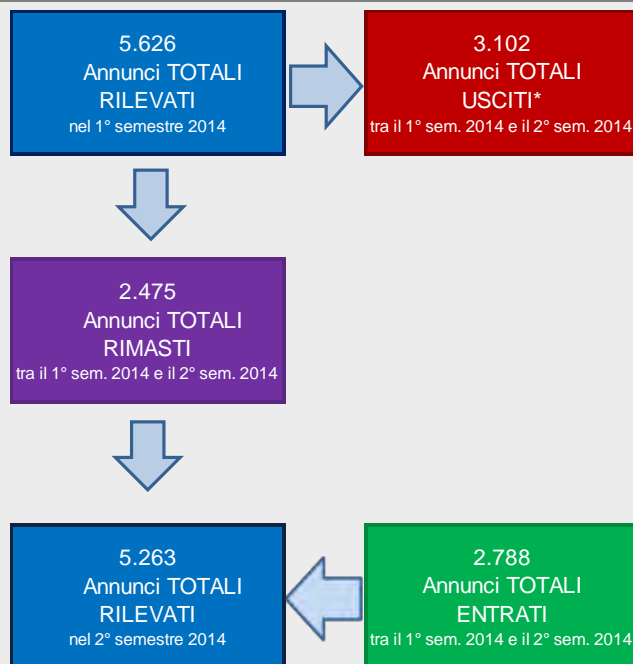 5.626
Annunci TOTALI
RILEVATI
nel 1° semestre 2014
3.102
Annunci TOTALI
USCITI*
tra il 1° sem. 2014 e il 2° sem. 2014
2.475
Annunci TOTALI
RIMASTI
tra il 1° sem. 2014 e il 2° sem. 2014
5.263
Annunci TOTALI
RILEVATI
nel 2° semestre 2014
2.788
Annunci TOTALI
ENTRATI
tra il 1° sem. 2014 e il 2° sem. 2014